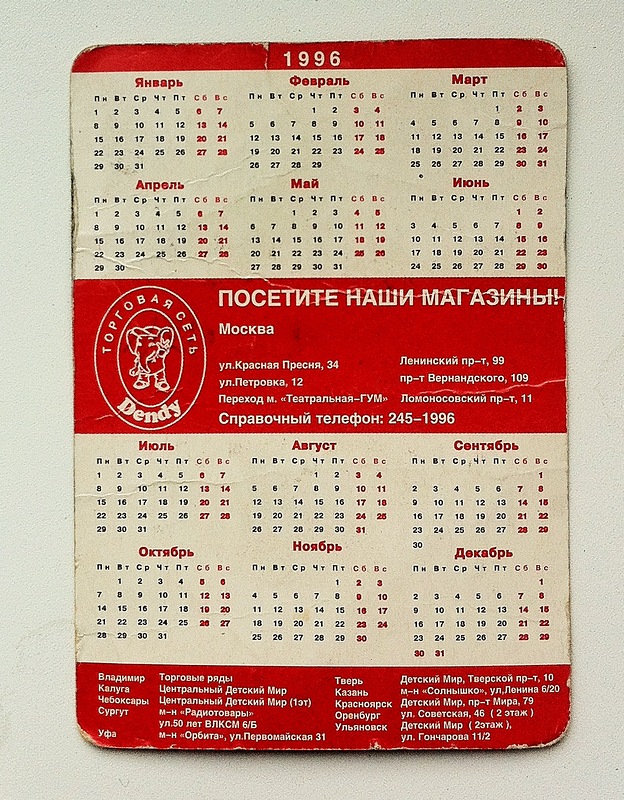 1996
Январь
Пн Вт Ср Чт Пт Сб Вс
1 2 3 4 5 6 7
8 9 10 11 12 13 14
15 16 17 18 19 20 21
22 23 24 25 26 27 28
29 30 31
Февраль
Пн Вт Ср Чт Пт Сб Вс
1 2 3 4
5 6 7 8 9 10 11
12 13 14 15 16 17 18
19 20 21 22 23 24 25
26 27 28 29
Март
Пн Вт Ср Чт Пт Сб Вс
1 2 3
4 5 6 7 8 9 10
11 12 13 14 15 16 17
18 19 20 21 22 23 24
25 26 27 28 29 30 31
Апрель
Пн Вт Ср Чт Пт Сб Вс
1 2 3 4 5 6 7
8 9 10 11 12 13 14
15 16 17 18 19 20 21
22 23 24 25 26 27 28
29 30
Май
Пн Вт Ср Чт Пт Сб Вс
1 2 3 4 5
6 7 8 9 10 11 12
13 14 15 16 17 18 19
20 21 22 23 24 25 26
27 28 29 30 31
Июнь
Пн Вт Ср Чт Пт Сб Вс
1 2
3 4 5 6 7 8 9
10 11 12 13 14 15 16
17 18 19 20 21 22 23
24 25 26 27 28 29 30
ТОРГОВАЯ СЕТЬ
Dendy
ПОСЕТИТЕ НАШИ МАГАЗИНЫ!
Москва
ул.Красная Пресня, 34
ул.Петровка, 12
Переход м. «Театральная–ГУМ»
Ленинский пр–т, 99
пр–т Вернандского, 109
Ломоносовский пр–т, 11
Справочный телефон: 245–1996
Июль
Пн Вт Ср Чт Пт Сб Вс
1 2 3 4 5 6 7
8 9 10 11 12 13 14
15 16 17 18 19 20 21
22 23 24 25 26 27 28
29 30 31
Август
Пн Вт Ср Чт Пт Сб Вс
1 2 3 4
5 6 7 8 9 10 11
12 13 14 15 16 17 18
19 20 21 22 23 24 25
26 27 28 29 30 31
Сентябрь
Пн Вт Ср Чт Пт Сб Вс
1
2 3 4 5 6 7 8
9 10 11 12 13 14 15
16 17 18 19 20 21 22
23 24 25 26 27 28 29
30
Октябрь
Пн Вт Ср Чт Пт Сб Вс
1 2 3 4 5 6
7 8 9 10 11 12 13
14 15 16 17 18 19 20
21 22 23 24 25 26 27
28 29 30 31
Ноябрь
Пн Вт Ср Чт Пт Сб Вс
1 2 3
4 5 6 7 8 9 10
11 12 13 14 15 16 17
18 19 20 21 22 23 24
25 26 27 28 29 30
Декабрь
Пн Вт Ср Чт Пт Сб Вс
1
2 3 4 5 6 7 8
9 10 11 12 13 14 15
16 17 18 19 20 21 22
23 24 25 26 27 28 29
30 31
Владимир Торговые ряды
Калуга Центральный Детский Мир
Чебоксары Центральный Детский Мир (1эт)
Сургут м–н «Радиотовары»
ул.50 лет ВЛКСМ 6/Б
Уфа м–н «Орбита», ул.Первомайская 31
Тверь Детский Мир, Тверской пр–т, 10
Казань м–н «Солнышко», ул,Ленина 6/20
Красноярск Детский Мир, пр–т Мира, 79
Оренбург ул. Советская, 46 ( 2 этаж )
Ульяновск Детский Мир ( 2этаж ),
ул. Гончарова 11/2